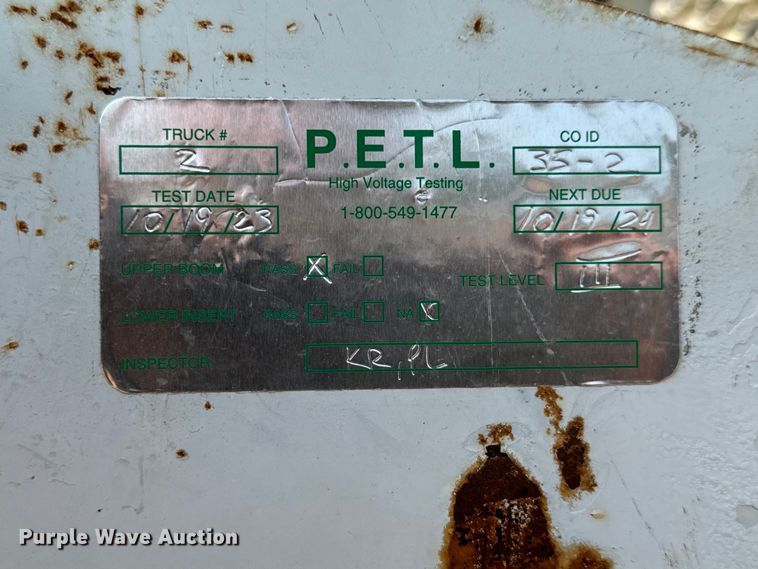 TRUCK #
2
P.E.T.L.
High Voltage Testing
1-800-549-1477
CO ID
35-2
TEST DATE
10/19/23
NEXT DUE
10/19/24
UPPER BOOM PASS X FAIL
TEST LEVEL III
LOWER INSERT PASS FAIL NA X
INSPECTOR KR, PL
Purple Wave Auction